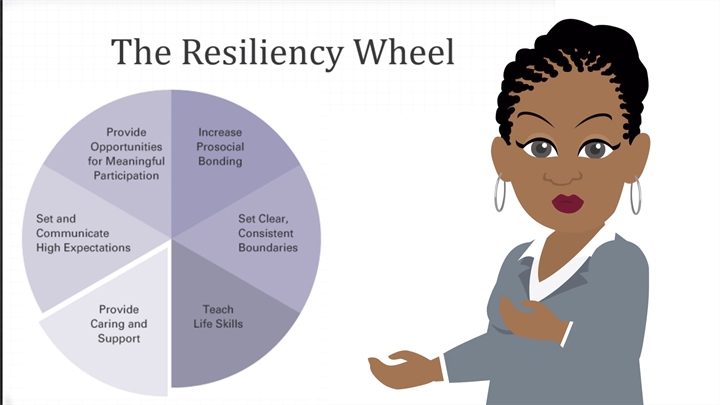 The Resiliency Wheel
Provide
Opportunities
for Meaningful
Participation
Increase
Prosocial
Bonding
Set and
Communicate
High Expectations
Set Clear,
Consistent
Boundaries
Provide
Caring and
Support
Teach
Life Skills